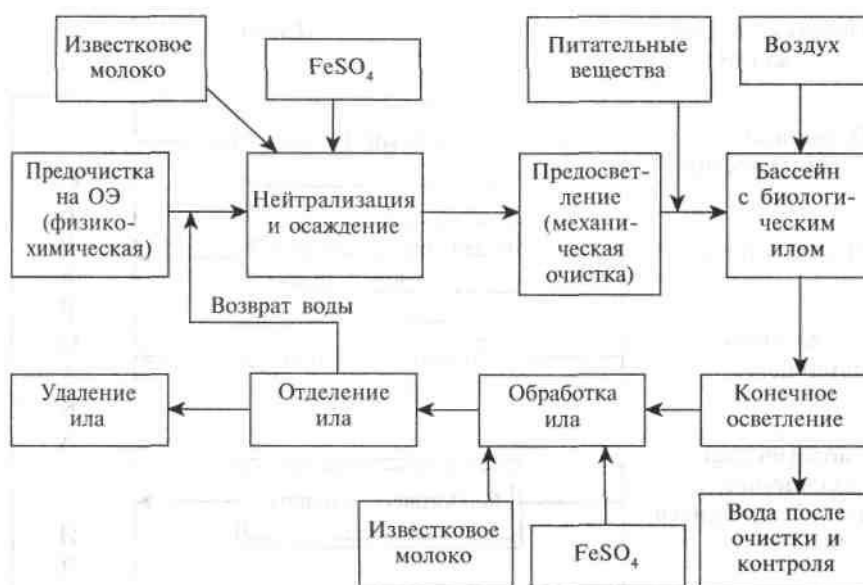 Известковое
молоко
FeSO₄
Питательные
вещества
Воздух
Предочистка
на ОЭ
(физико-
химическая)
Нейтрализация
и осаждение
Предосвет-
ление
(механи-
ческая
очистка)
Бассейн
с биологи-
ческим
илом
Возврат воды
Удаление
ила
Отделение
ила
Обработка
ила
Конечное
осветление
Известковое
молоко
FeSO₄
Вода после
очистки и
контроля